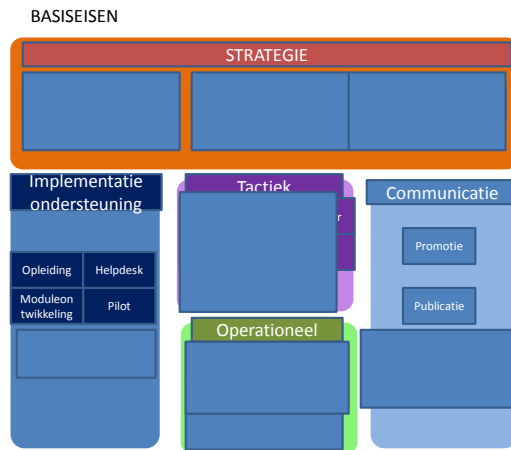 BASISEISEN
STRATEGIE
Implementatie
ondersteuning
Tactiek
Communicatie
Opleiding
Helpdesk
Moduleon
twikkeling
Pilot
Promotie
Publicatie
Operationeel